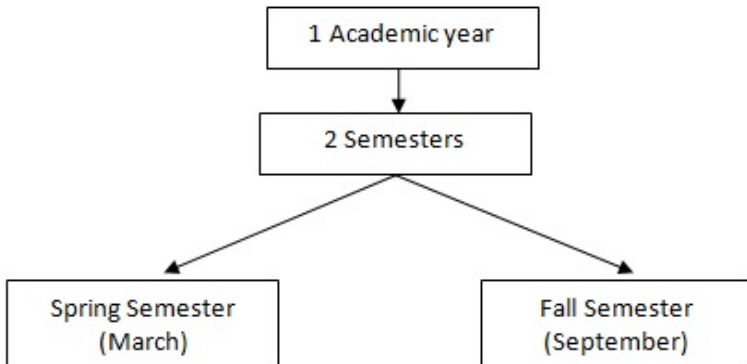 1 Academic year
2 Semesters
Spring Semester
(March)
Fall Semester
(September)